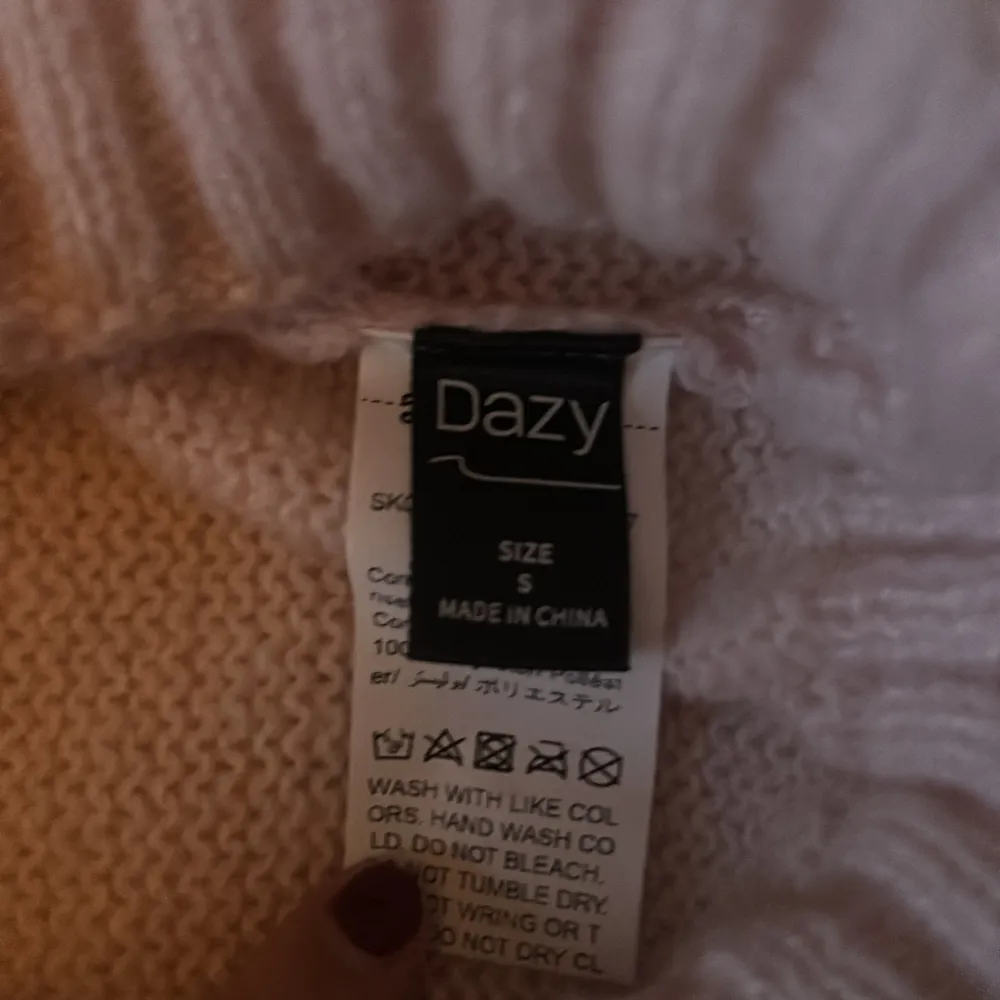 Dazy
SIZE
S
MADE IN CHINA
100
er/ بوليستر/ ポリエステル
WASH WITH LIKE COL
ORS. HAND WASH CO
LD. DO NOT BLEACH.
NOT TUMBLE DRY.
NOT WRING OR T
DO NOT DRY CL